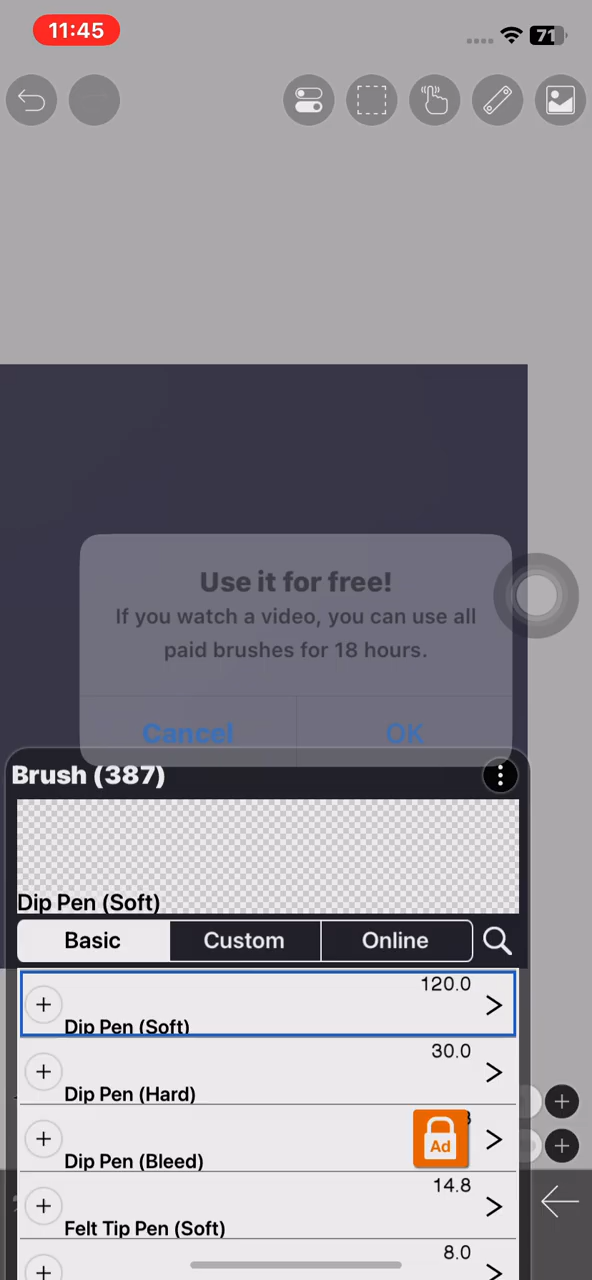 11:45
71
Use it for free!
If you watch a video, you can use all
paid brushes for 18 hours.
Cancel
OK
Brush (387)
Dip Pen (Soft)
Basic
Custom
Online
120.0
Dip Pen (Soft)
30.0
Dip Pen (Hard)
Ad
Dip Pen (Bleed)
14.8
Felt Tip Pen (Soft)
8.0